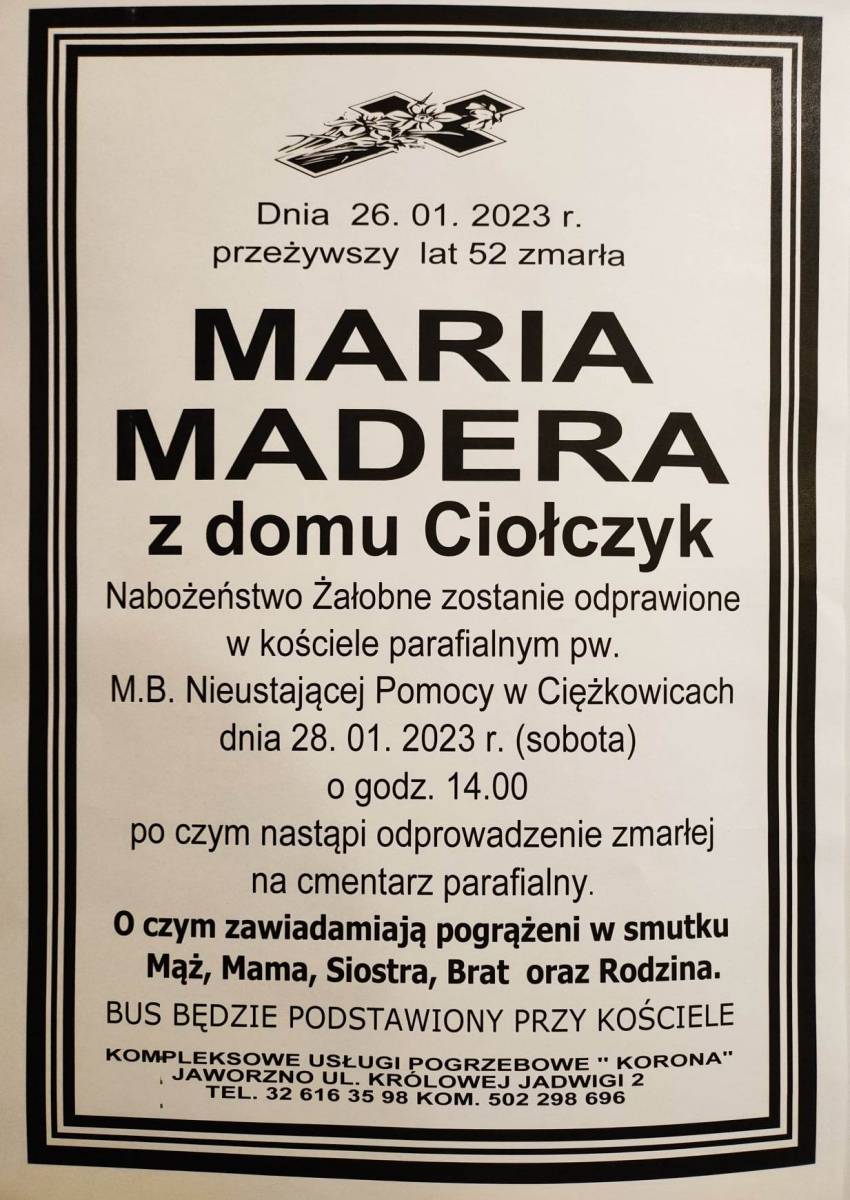 Dnia 26. 01. 2023 r.
przeżywszy lat 52 zmarła
MARIA
MADERA
z domu Ciołczyk
Nabożeństwo Żałobne zostanie odprawione
w kościele parafialnym pw.
M.B. Nieustającej Pomocy w Ciężkowicach
dnia 28. 01. 2023 r. (sobota)
o godz. 14.00
po czym nastąpi odprowadzenie zmarłej
na cmentarz parafialny.
O czym zawiadamiają pogrążeni w smutku
Mąż, Mama, Siostra, Brat oraz Rodzina.
BUS BĘDZIE PODSTAWIONY PRZY KOŚCIELE
KOMPLEKSOWE USŁUGI POGRZEBOWE " KORONA"
JAWORZNO UL. KRÓLOWEJ JADWIGI 2
TEL. 32 616 35 98 KOM. 502 298 696